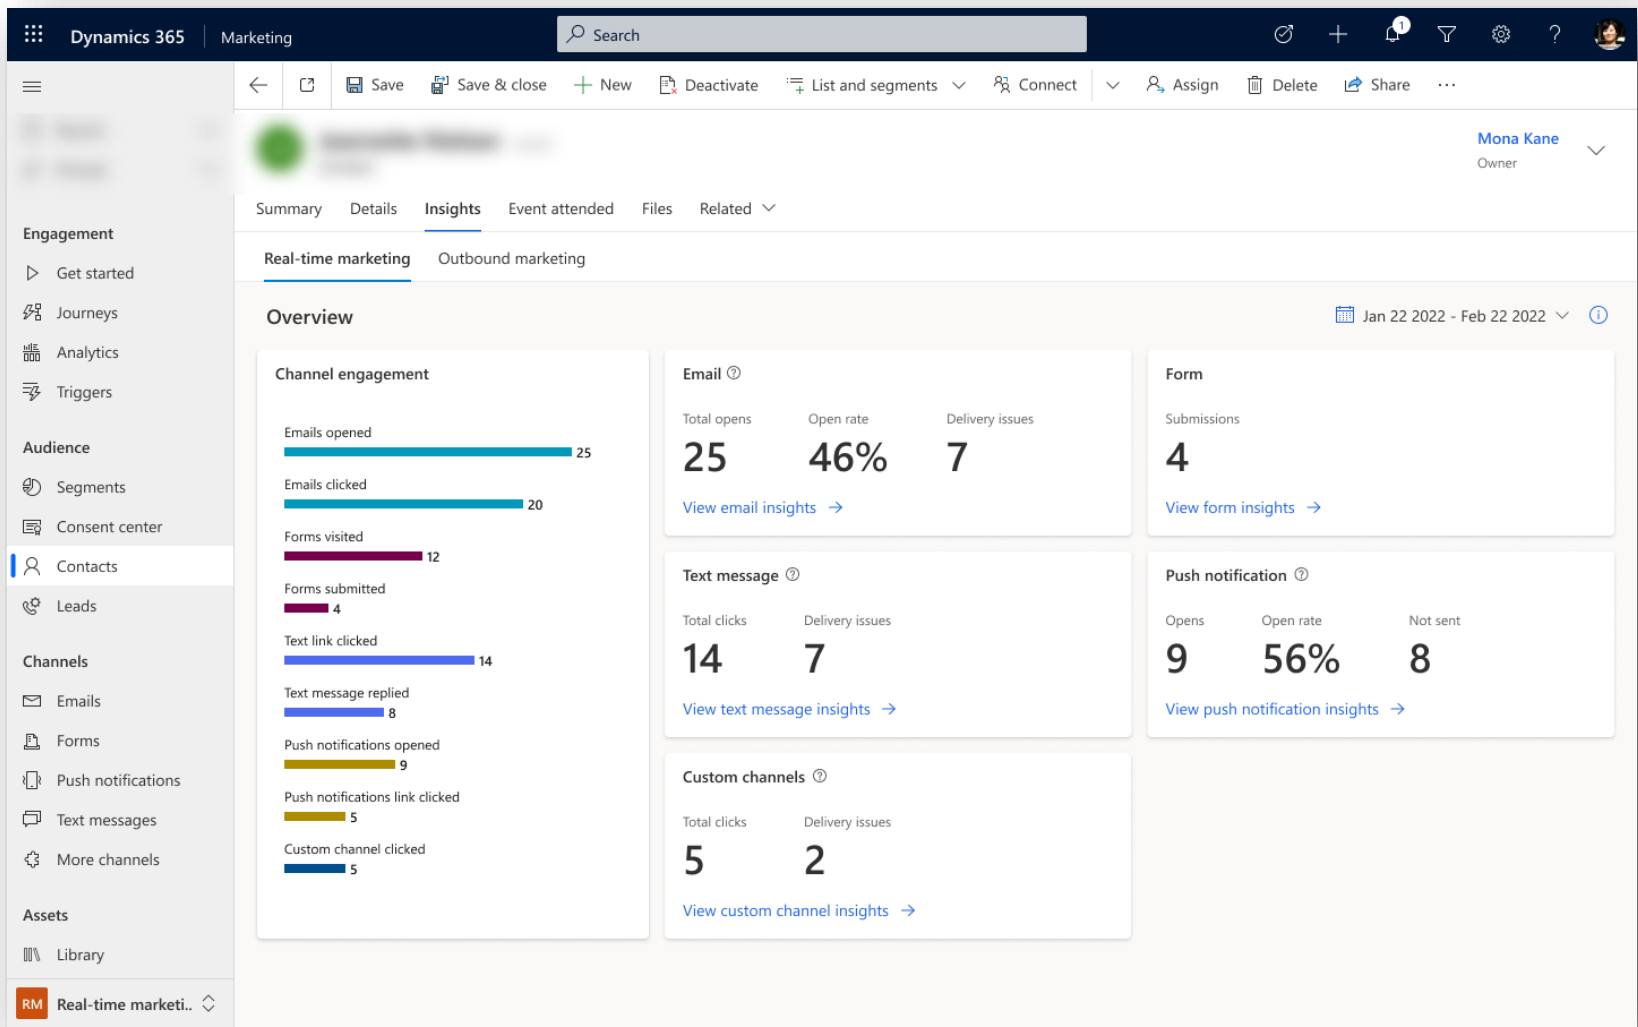 Dynamics 365 Marketing
Search
1
Save Save & close New Deactivate List and segments Connect Assign Delete Share ...
Mona Kane
Owner
Summary Details Insights Event attended Files Related
Real-time marketing Outbound marketing
Engagement
Get started
Journeys
Analytics
Triggers
Audience
Segments
Consent center
Contacts
Leads
Channels
Emails
Forms
Push notifications
Text messages
More channels
Assets
Library
RM Real-time marketi..
Overview
Jan 22 2022 - Feb 22 2022
Channel engagement
Emails opened
25
Emails clicked
20
Forms visited
12
Forms submitted
4
Text link clicked
14
Text message replied
8
Push notifications opened
9
Push notifications link clicked
5
Custom channel clicked
5
Email
Total opens Open rate Delivery issues
25 46% 7
View email insights
Form
Submissions
4
View form insights
Text message
Total clicks Delivery issues
14 7
View text message insights
Push notification
Opens Open rate Not sent
9 56% 8
View push notification insights
Custom channels
Total clicks Delivery issues
5 2
View custom channel insights